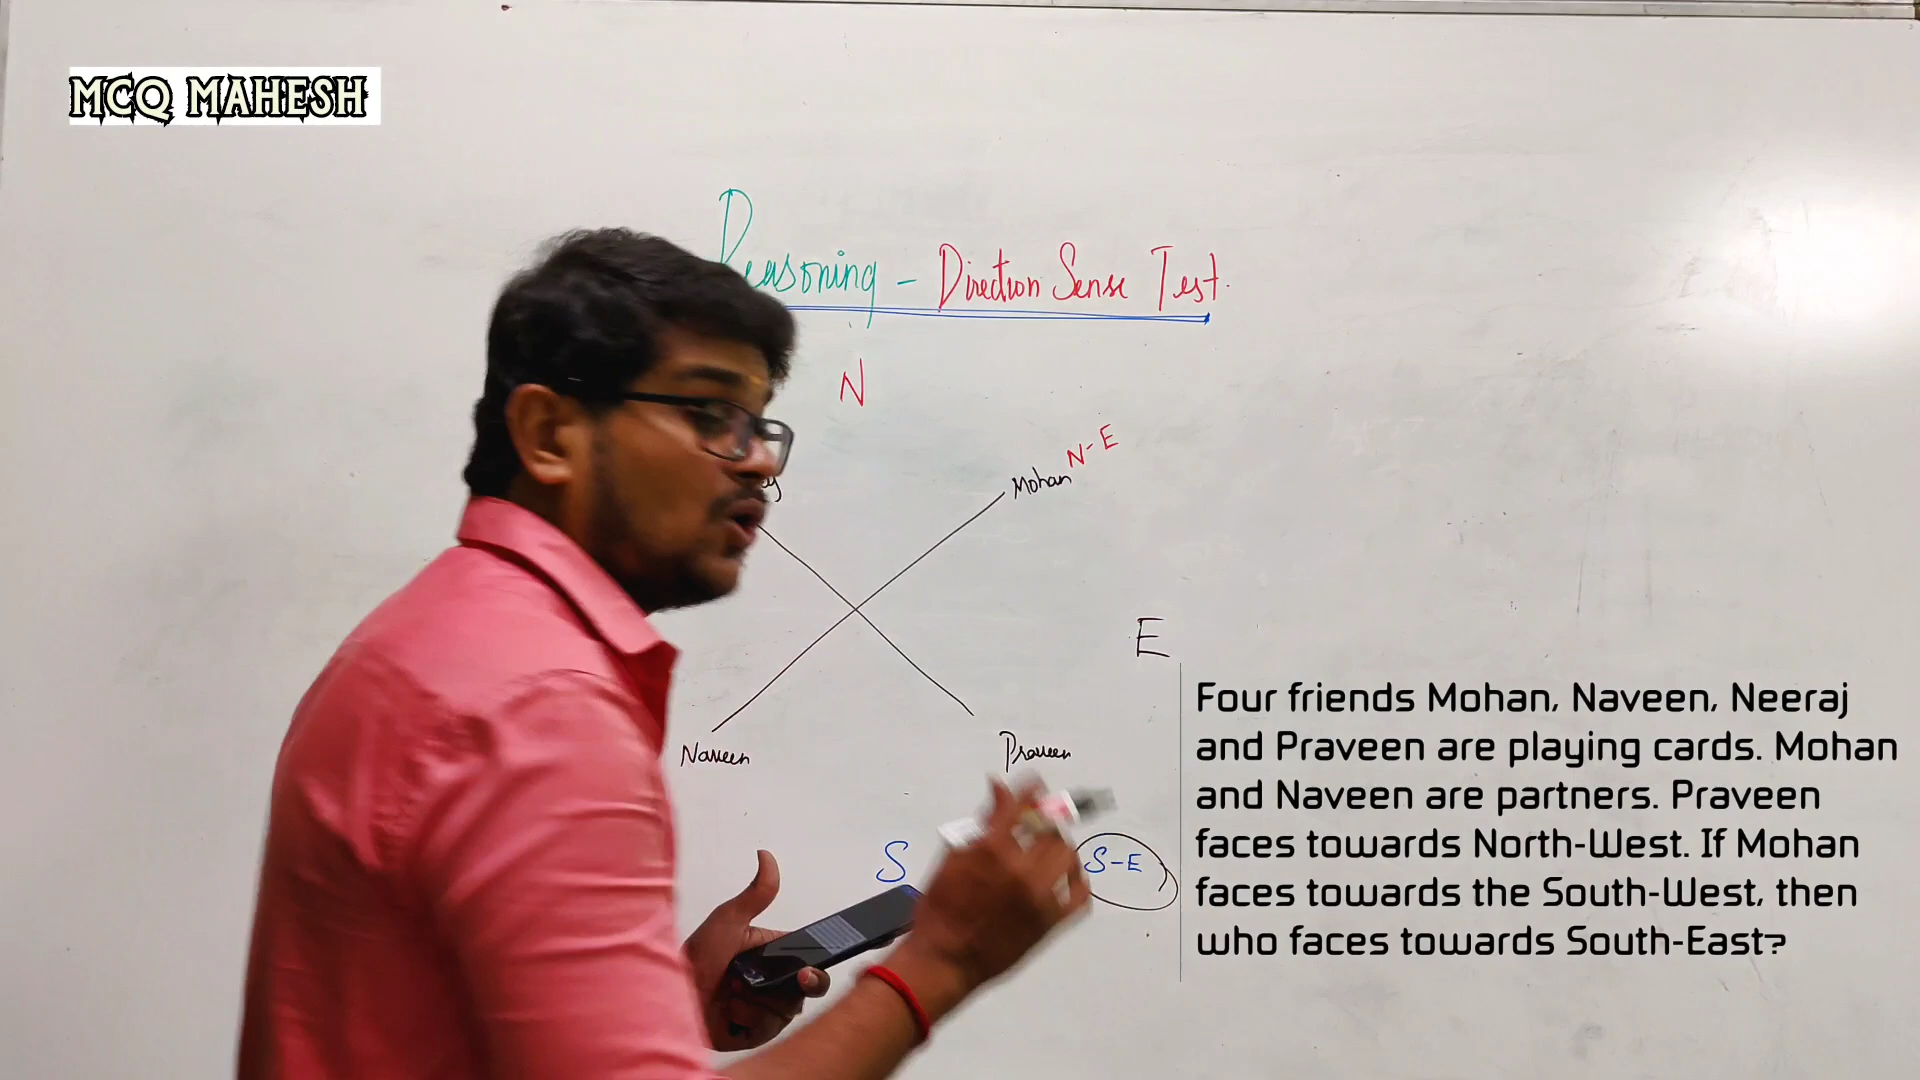 MCQ MAHESH
Reasoning - Direction Sense Test.
N
N-E
Mohan
E
Naveen
Praveen
S
S-E
Four friends Mohan, Naveen, Neeraj
and Praveen are playing cards. Mohan
and Naveen are partners. Praveen
faces towards North-West. If Mohan
faces towards the South-West, then
who faces towards South-East?